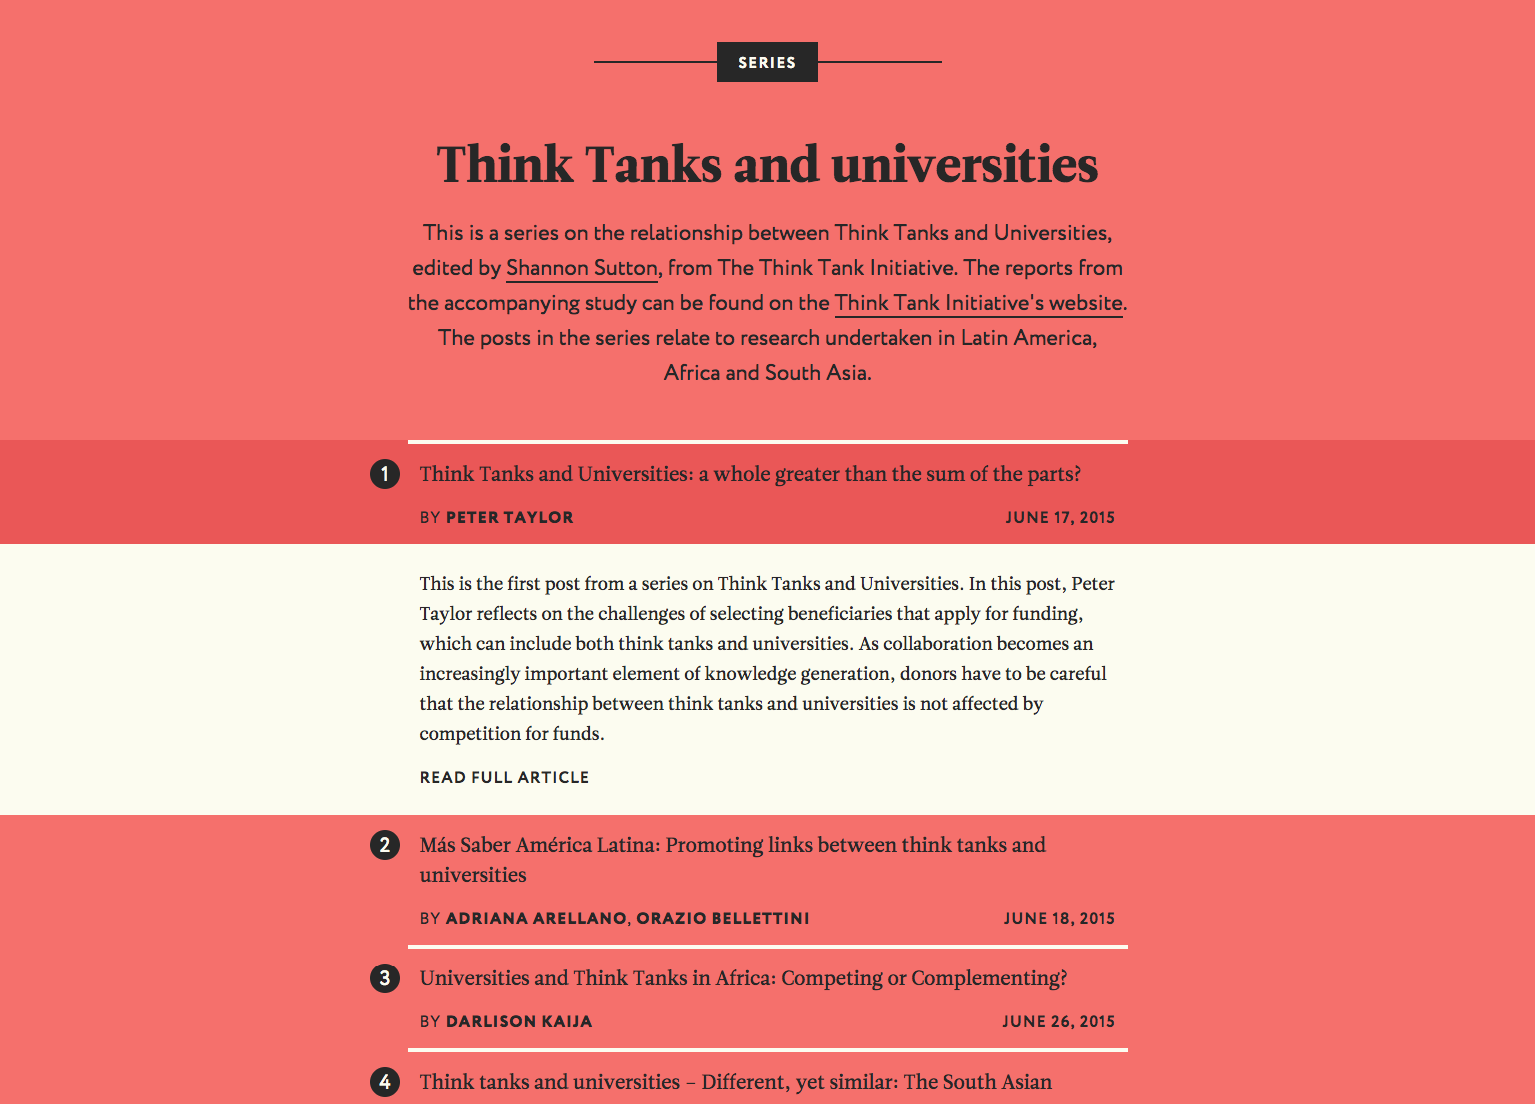 SERIES
Think Tanks and universities
This is a series on the relationship between Think Tanks and Universities,
edited by Shannon Sutton, from The Think Tank Initiative. The reports from
the accompanying study can be found on the Think Tank Initiative's website.
The posts in the series relate to research undertaken in Latin America,
Africa and South Asia.
1 Think Tanks and Universities: a whole greater than the sum of the parts?
BY PETER TAYLOR JUNE 17, 2015
This is the first post from a series on Think Tanks and Universities. In this post, Peter
Taylor reflects on the challenges of selecting beneficiaries that apply for funding,
which can include both think tanks and universities. As collaboration becomes an
increasingly important element of knowledge generation, donors have to be careful
that the relationship between think tanks and universities is not affected by
competition for funds.
READ FULL ARTICLE
2 Más Saber América Latina: Promoting links between think tanks and
universities
BY ADRIANA ARELLANO, ORAZIO BELLETTINI JUNE 18, 2015
3 Universities and Think Tanks in Africa: Competing or Complementing?
BY DARLISON KAIJA JUNE 26, 2015
4 Think tanks and universities – Different, yet similar: The South Asian